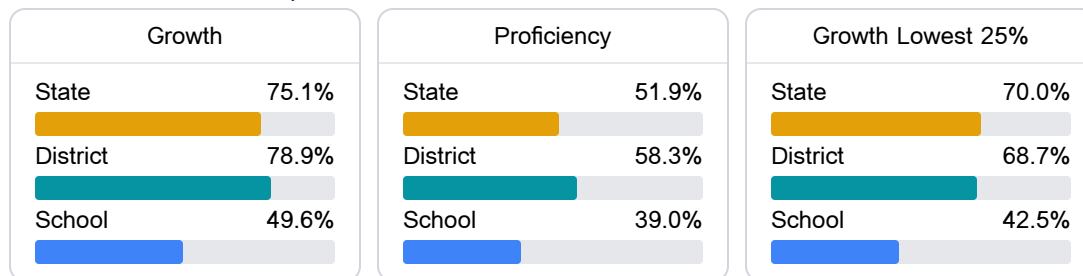 Growth
State 75.1%
District 78.9%
School 49.6%
Proficiency
State 51.9%
District 58.3%
School 39.0%
Growth Lowest 25%
State 70.0%
District 68.7%
School 42.5%